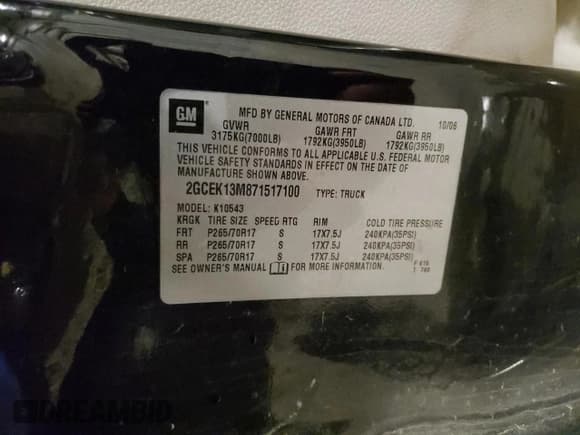 GM
MFD BY GENERAL MOTORS OF CANADA LTD. 10/06
GVWR GAWR FRT GAWR RR
3175KG(7000LB) 1792KG(3950LB) 1792KG(3950LB)
THIS VEHICLE CONFORMS TO ALL APPLICABLE U.S. FEDERAL MOTOR
VEHICLE SAFETY STANDARDS IN EFFECT ON THE DATE OF
MANUFACTURE SHOWN ABOVE.
2GCEK13M871517100 TYPE: TRUCK
MODEL: K10543
KRGK TIRE SIZE SPEED RTG RIM COLD TIRE PRESSURE
FRT P265/70R17 S 17X7.5J 240KPA(35PSI)
RR P265/70R17 S 17X7.5J 240KPA(35PSI)
SPA P265/70R17 S 17X7.5J 240KPA(35PSI)
SEE OWNER'S MANUAL FOR MORE INFORMATION.
DREAMBID